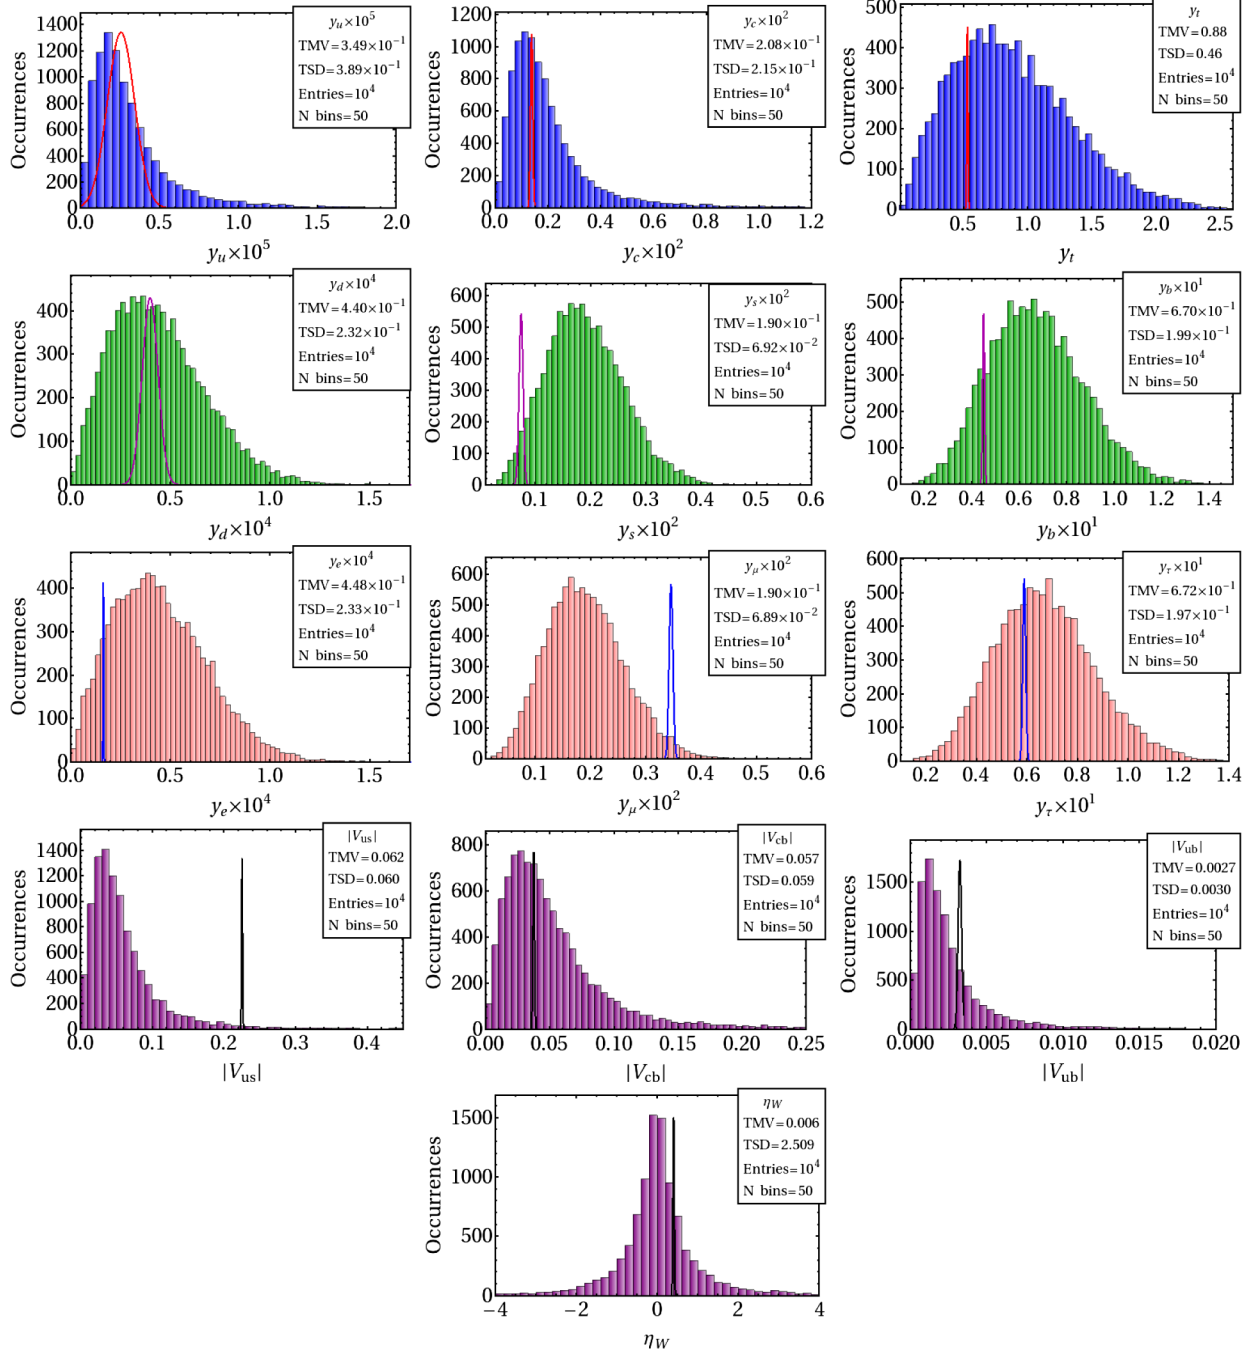 y_u×10^5
TMV=3.49×10^−1
TSD=3.89×10^−1
Entries=10^4
N bins=50
Occurrences
1400
1200
1000
800
600
400
200
0
0.0 0.5 1.0 1.5 2.0
y_u×10^5
y_c×10^2
TMV=2.08×10^−1
TSD=2.15×10^−1
Entries=10^4
N bins=50
Occurrences
1200
1000
800
600
400
200
0
0.0 0.2 0.4 0.6 0.8 1.0 1.2
y_c×10^2
y_t
TMV=0.88
TSD=0.46
Entries=10^4
N bins=50
Occurrences
500
400
300
200
100
0
0.5 1.0 1.5 2.0 2.5
y_t
y_d×10^4
TMV=4.40×10^−1
TSD=2.32×10^−1
Entries=10^4
N bins=50
Occurrences
400
300
200
100
0
0.0 0.5 1.0 1.5
y_d×10^4
y_s×10^2
TMV=1.90×10^−1
TSD=6.92×10^−2
Entries=10^4
N bins=50
Occurrences
600
500
400
300
200
100
0
0.1 0.2 0.3 0.4 0.5 0.6
y_s×10^2
y_b×10^1
TMV=6.70×10^−1
TSD=1.99×10^−1
Entries=10^4
N bins=50
Occurrences
500
400
300
200
100
0
0.2 0.4 0.6 0.8 1.0 1.2 1.4
y_b×10^1
y_e×10^4
TMV=4.48×10^−1
TSD=2.33×10^−1
Entries=10^4
N bins=50
Occurrences
400
300
200
100
0
0.0 0.5 1.0 1.5
y_e×10^4
y_μ×10^2
TMV=1.90×10^−1
TSD=6.89×10^−2
Entries=10^4
N bins=50
Occurrences
600
500
400
300
200
100
0
0.1 0.2 0.3 0.4 0.5 0.6
y_μ×10^2
y_τ×10^1
TMV=6.72×10^−1
TSD=1.97×10^−1
Entries=10^4
N bins=50
Occurrences
600
500
400
300
200
100
0
0.2 0.4 0.6 0.8 1.0 1.2 1.4
y_τ×10^1
|V_us|
TMV=0.062
TSD=0.060
Entries=10^4
N bins=50
Occurrences
1400
1200
1000
800
600
400
200
0
0.0 0.1 0.2 0.3 0.4
|V_us|
|V_cb|
TMV=0.057
TSD=0.059
Entries=10^4
N bins=50
Occurrences
800
600
400
200
0
0.00 0.05 0.10 0.15 0.20 0.25
|V_cb|
|V_ub|
TMV=0.0027
TSD=0.0030
Entries=10^4
N bins=50
Occurrences
1500
1000
500
0
0.000 0.005 0.010 0.015 0.020
|V_ub|
η_W
TMV=0.006
TSD=2.509
Entries=10^4
N bins=50
Occurrences
1500
1000
500
0
−4 −2 0 2 4
η_W